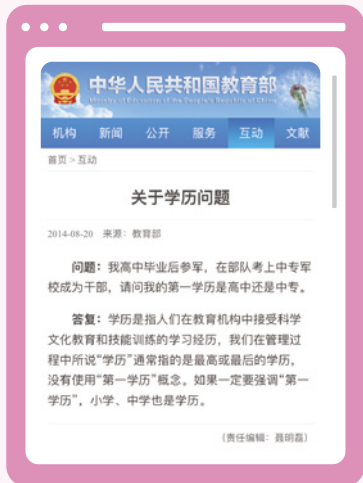 中华人民共和国教育部
Ministry of Education of the People's Republic of China
机构 新闻 公开 服务 互动 文献
首页 > 互动
关于学历问题
2014-08-20 来源：教育部
问题：我高中毕业后参军，在部队考上中专军
校成为干部，请问我的第一学历是高中还是中专。
答复：学历是指人们在教育机构中接受科学
文化教育和技能训练的学习经历，我们在管理过
程中所说“学历”通常指的是最高或最后的学历，
没有使用“第一学历”概念。如果一定要强调“第一
学历”，小学、中学也是学历。
（责任编辑：聂明磊）